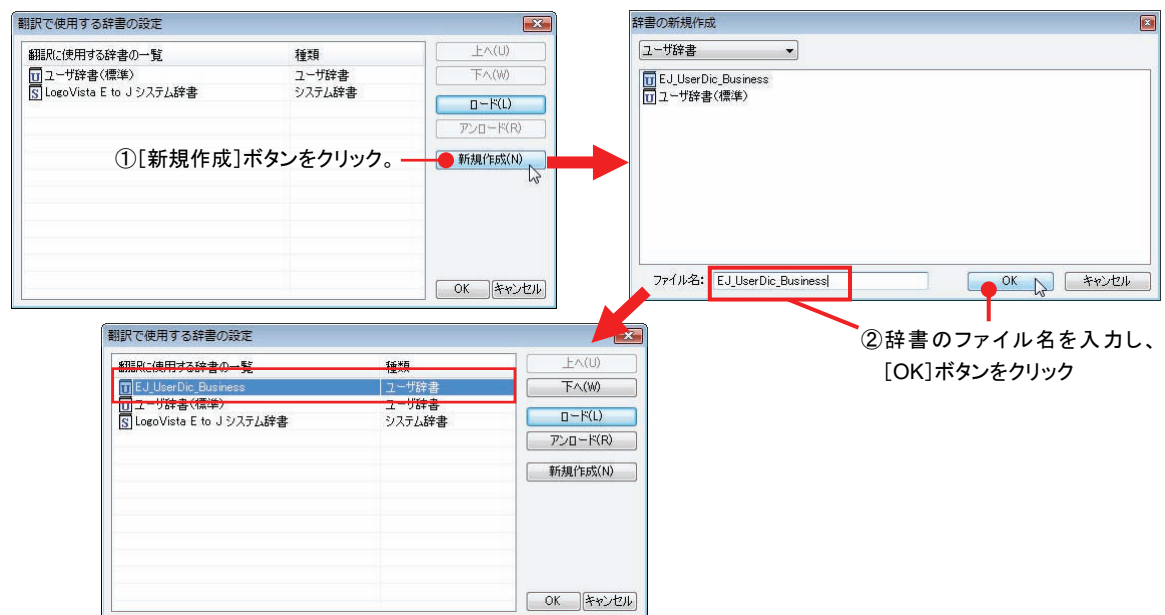 翻訳で使用する辞書の設定
翻訳に使用する辞書の一覧 種類
ユーザ辞書(標準) ユーザ辞書
LogoVista E to J システム辞書 システム辞書
上へ(U)
下へ(W)
ロード(L)
アンロード(R)
新規作成(N)
①[新規作成]ボタンをクリック。
OK キャンセル
辞書の新規作成
ユーザ辞書
EJ_UserDic_Business
ユーザ辞書(標準)
ファイル名: EJ_UserDic_Business
OK キャンセル
②辞書のファイル名を入力し、
[OK]ボタンをクリック
翻訳で使用する辞書の設定
翻訳に使用する辞書の一覧 種類
EJ_UserDic_Business ユーザ辞書
ユーザ辞書(標準) ユーザ辞書
LogoVista E to J システム辞書 システム辞書
上へ(U)
下へ(W)
ロード(L)
アンロード(R)
新規作成(N)
OK キャンセル